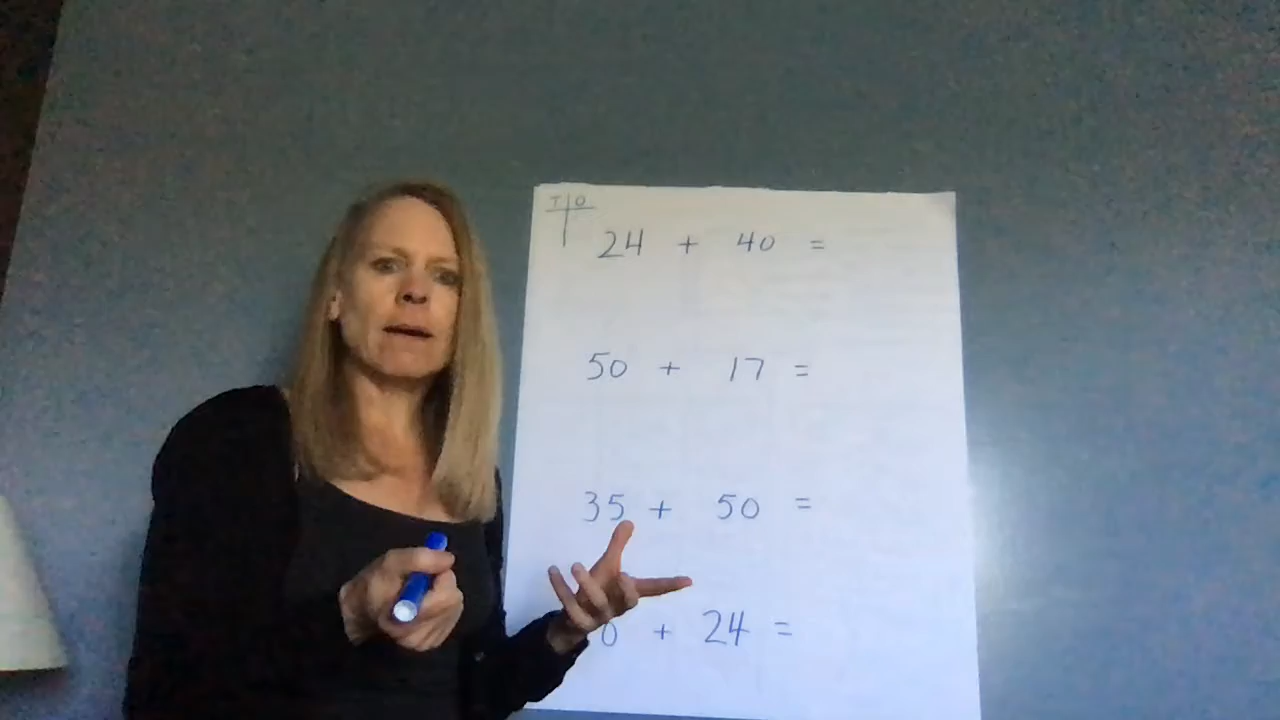 T O
24 + 40 =
50 + 17 =
35 + 50 =
0 + 24 =